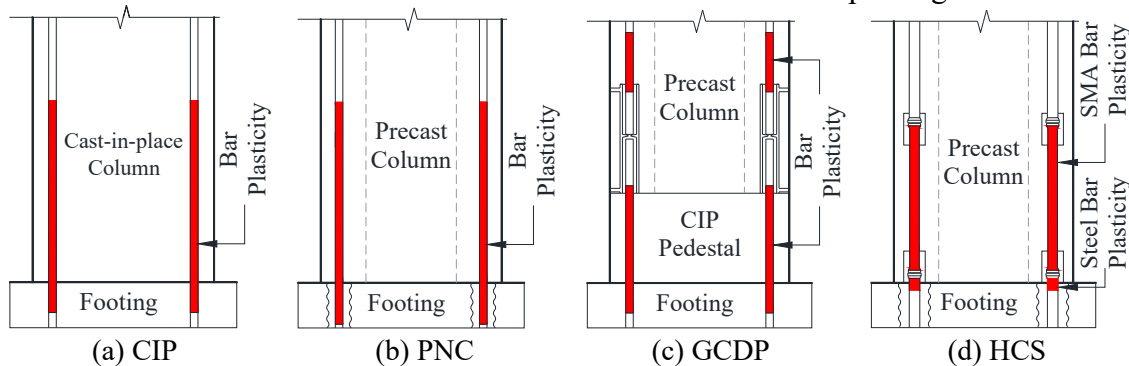 Cast-in-place
Column
Bar
Plasticity
Footing
(a) CIP
Precast
Column
Bar
Plasticity
Footing
(b) PNC
Precast
Column
Bar
Plasticity
CIP
Pedestal
Footing
(c) GCDP
Precast
Column
SMA Bar
Plasticity
Steel Bar
Plasticity
Footing
(d) HCS